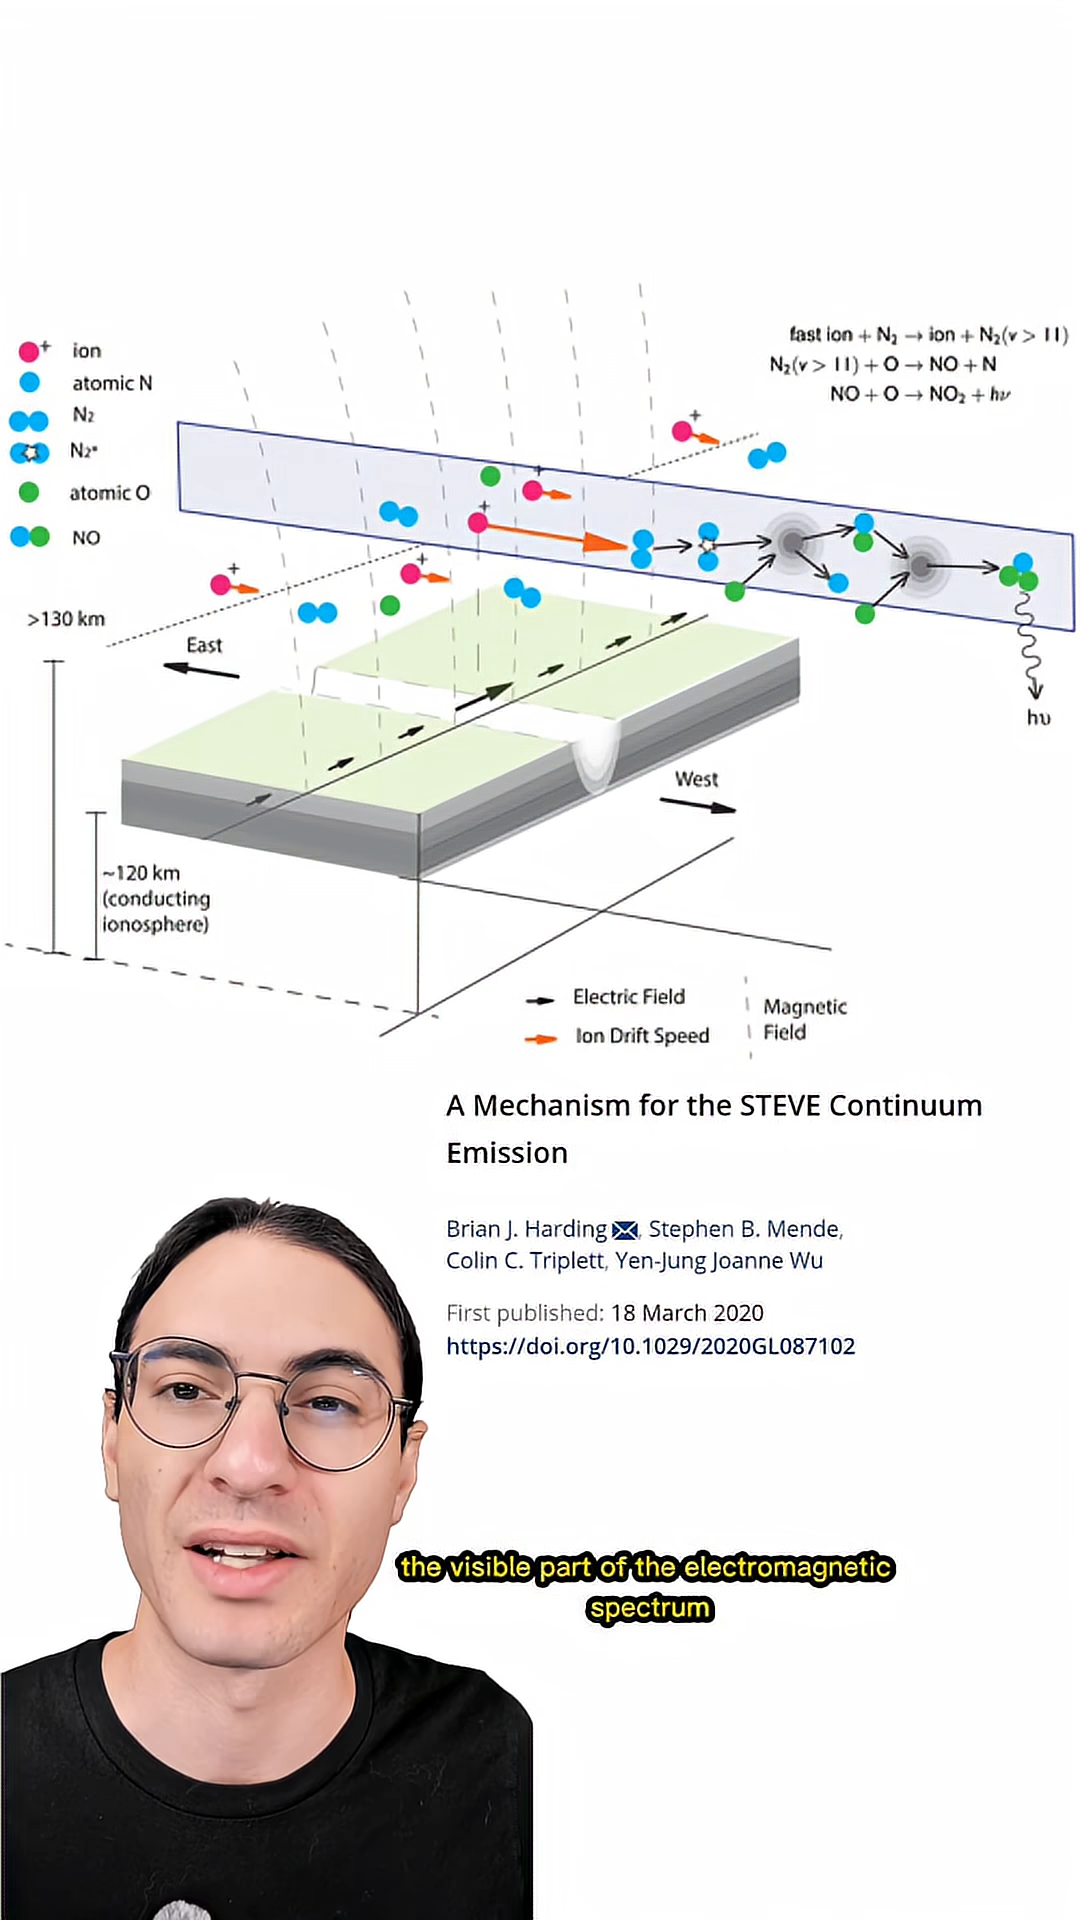 fast ion + N₂ → ion + N₂(v > 11)
N₂(v > 11) + O → NO + N
NO + O → NO₂ + hν
+ ion
atomic N
N₂
N₂*
atomic O
NO
+
+
+
+
+
>130 km
East
hυ
West
~120 km
(conducting
ionosphere)
Electric Field
Ion Drift Speed
Magnetic
Field
A Mechanism for the STEVE Continuum
Emission
Brian J. Harding, Stephen B. Mende,
Colin C. Triplett, Yen-Jung Joanne Wu
First published: 18 March 2020
https://doi.org/10.1029/2020GL087102
the visible part of the electromagnetic
spectrum